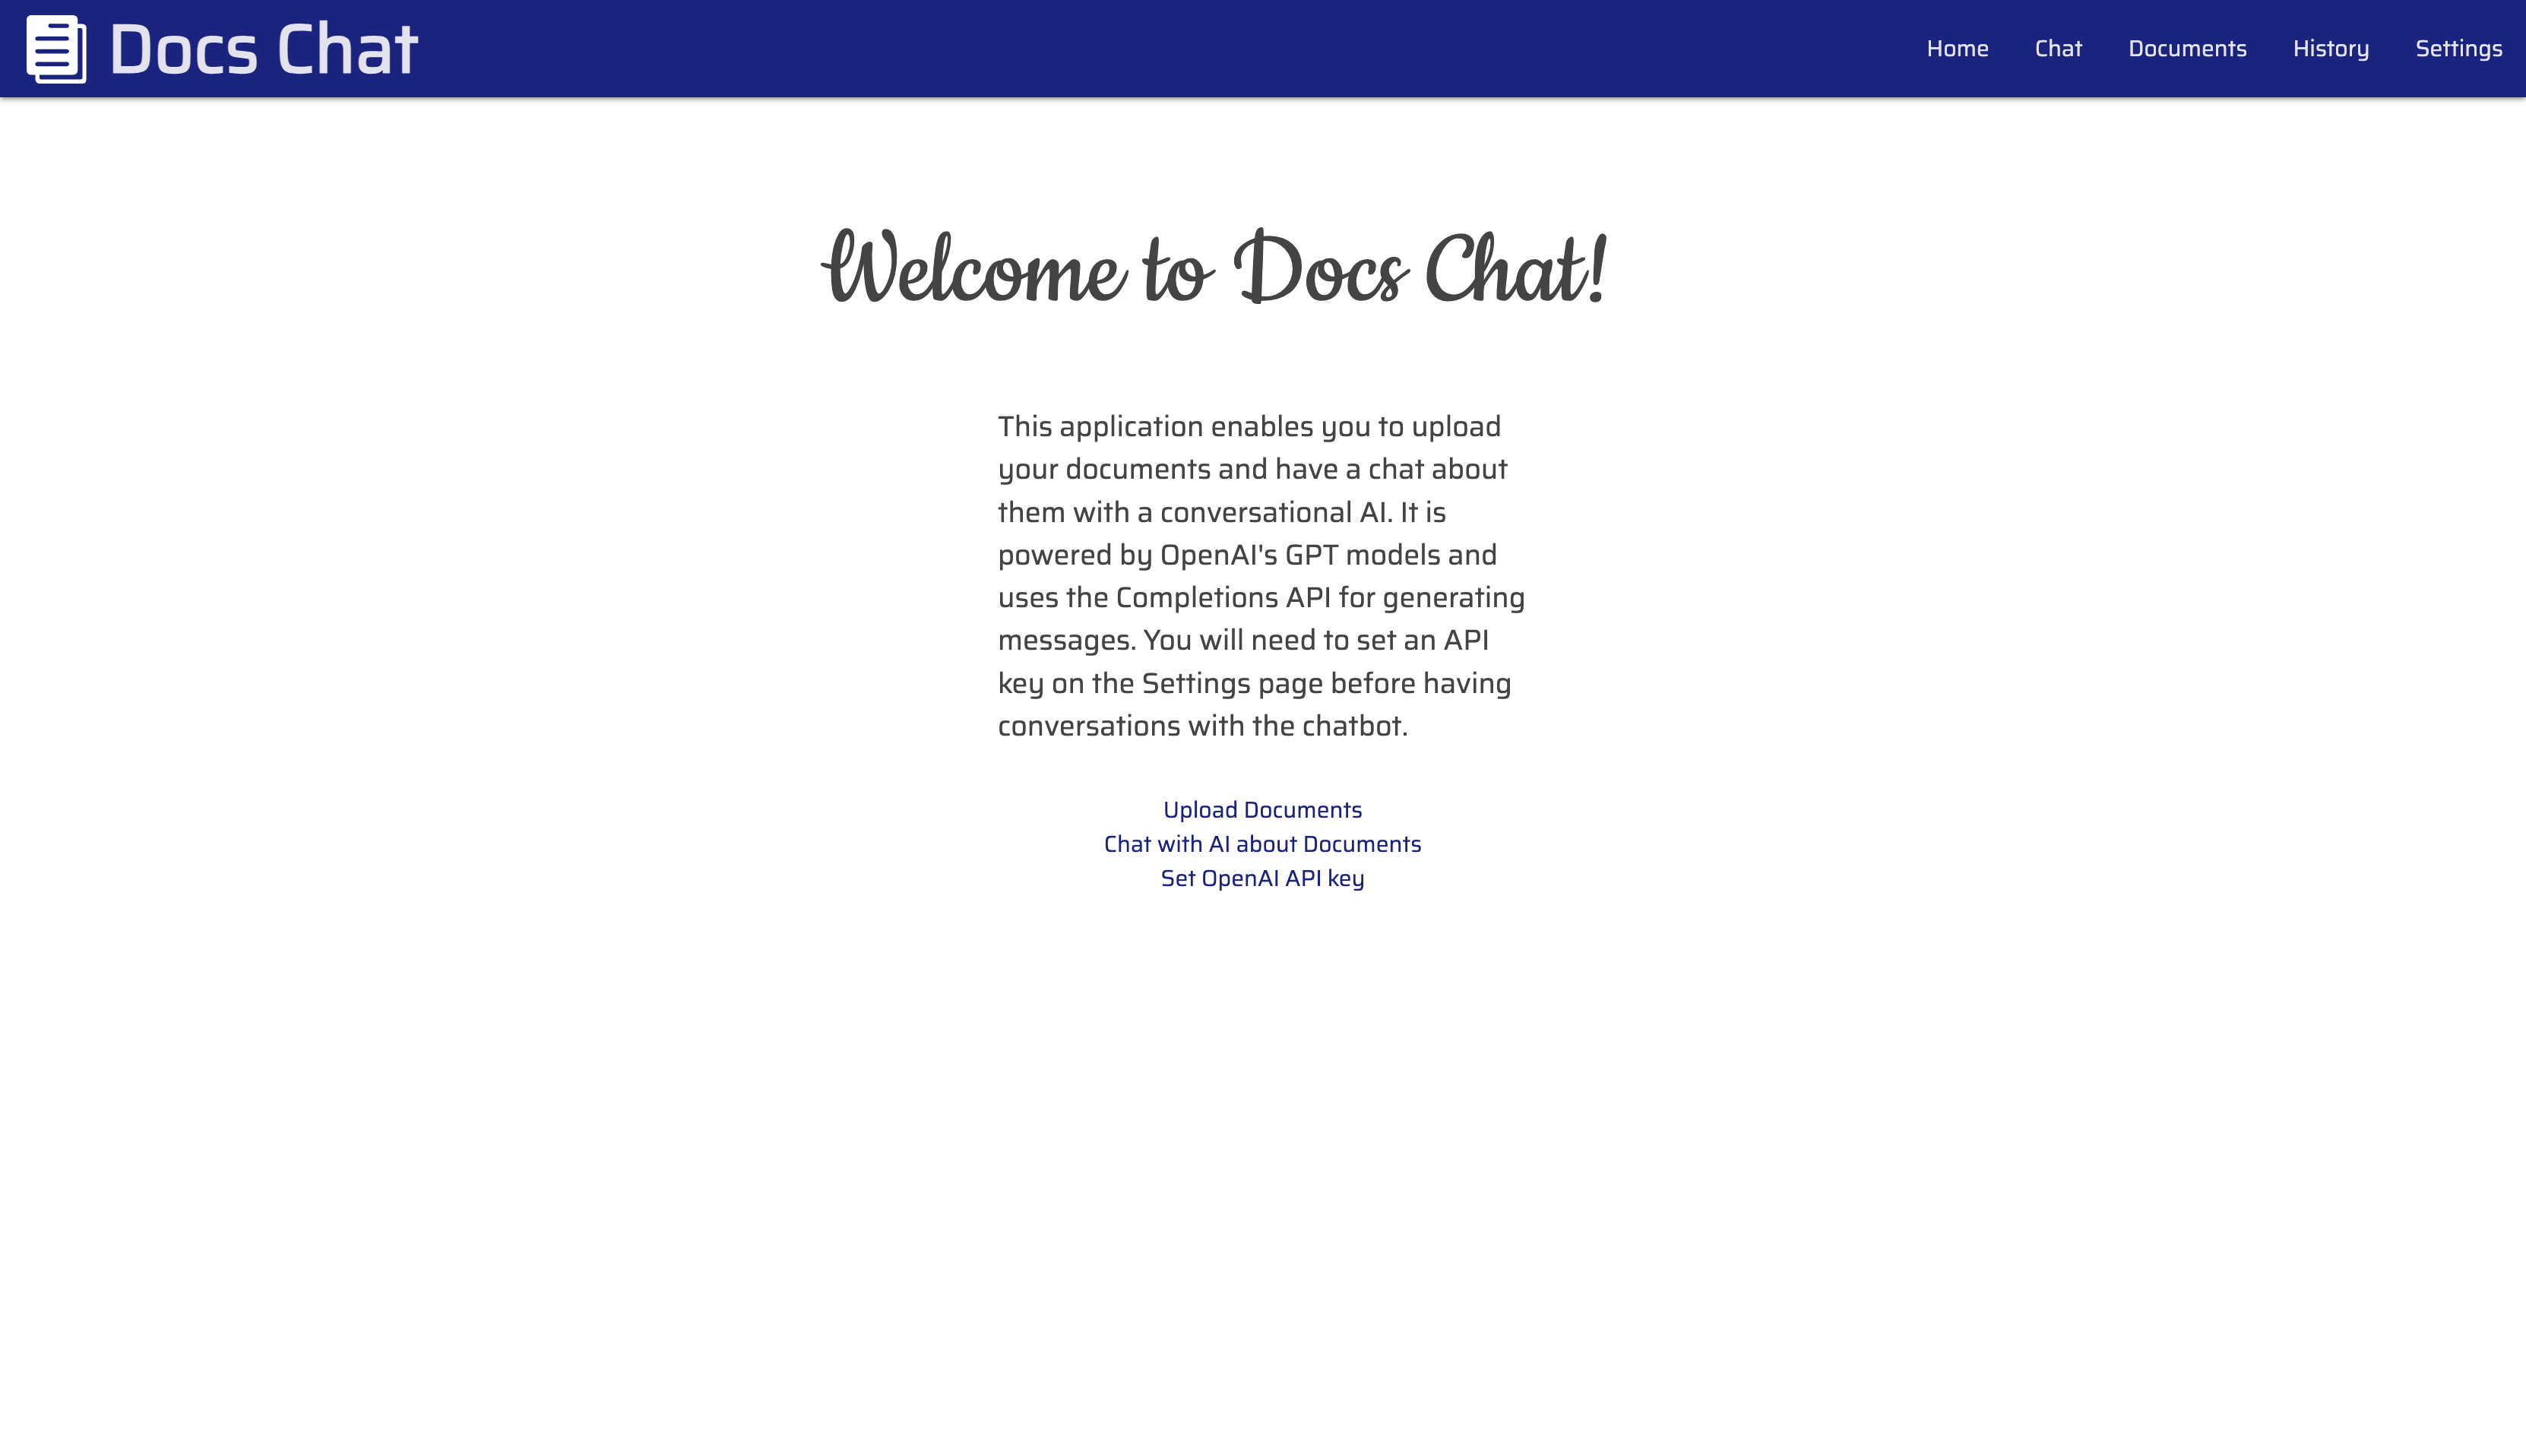 Docs Chat
Home
Chat
Documents
History
Settings
Welcome to Docs Chat!
This application enables you to upload
your documents and have a chat about
them with a conversational AI. It is
powered by OpenAI's GPT models and
uses the Completions API for generating
messages. You will need to set an API
key on the Settings page before having
conversations with the chatbot.
Upload Documents
Chat with AI about Documents
Set OpenAI API key